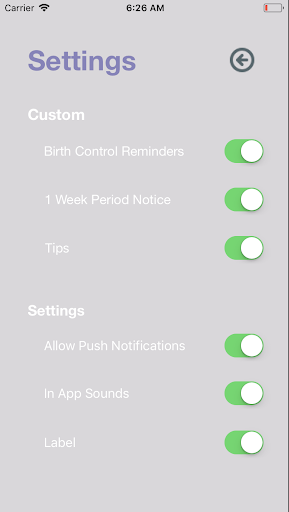 Carrier 6:26 AM
Settings
Custom
Birth Control Reminders
1 Week Period Notice
Tips
Settings
Allow Push Notifications
In App Sounds
Label